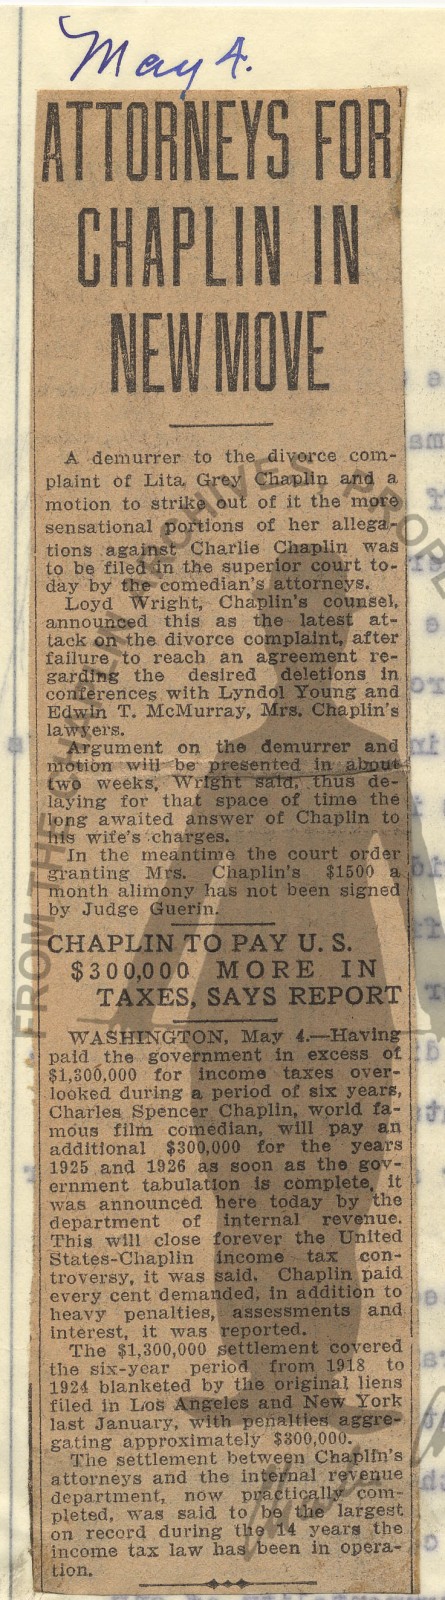 May 4.
ATTORNEYS FOR
CHAPLIN IN
NEW MOVE
A demurrer to the divorce com-
plaint of Lita Grey Chaplin and a
motion to strike out of it the more
sensational portions of her allega-
tions against Charlie Chaplin was
to be filed in the superior court to-
day by the comedian's attorneys.
Loyd Wright, Chaplin's counsel,
announced this as the latest at-
tack on the divorce complaint, after
failure to reach an agreement re-
garding the desired deletions in
conferences with Lyndol Young and
Edwin T. McMurray, Mrs. Chaplin's
lawyers.
Argument on the demurrer and
motion will be presented in about
two weeks, Wright said, thus de-
laying for that space of time the
long awaited answer of Chaplin to
his wife's charges.
In the meantime the court order
granting Mrs. Chaplin's $1500 a
month alimony has not been signed
by Judge Guerin.
CHAPLIN TO PAY U. S.
$300,000 MORE IN
TAXES, SAYS REPORT
WASHINGTON, May 4.—Having
paid the government in excess of
$1,300,000 for income taxes over-
looked during a period of six years,
Charles Spencer Chaplin, world fa-
mous film comedian, will pay an
additional $300,000 for the years
1925 and 1926 as soon as the gov-
ernment tabulation is complete, it
was announced here today by the
department of internal revenue.
This will close forever the United
States-Chaplin income tax con-
troversy, it was said. Chaplin paid
every cent demanded, in addition to
heavy penalties, assessments and
interest, it was reported.
The $1,300,000 settlement covered
the six-year period from 1918 to
1924 blanketed by the original liens
filed in Los Angeles and New York
last January, with penalties aggre-
gating approximately $300,000.
The settlement between Chaplin's
attorneys and the internal revenue
department, now practically com-
pleted, was said to be the largest
on record during the 14 years the
income tax law has been in opera-
tion.
FROM THE CHAPLIN ARCHIVES